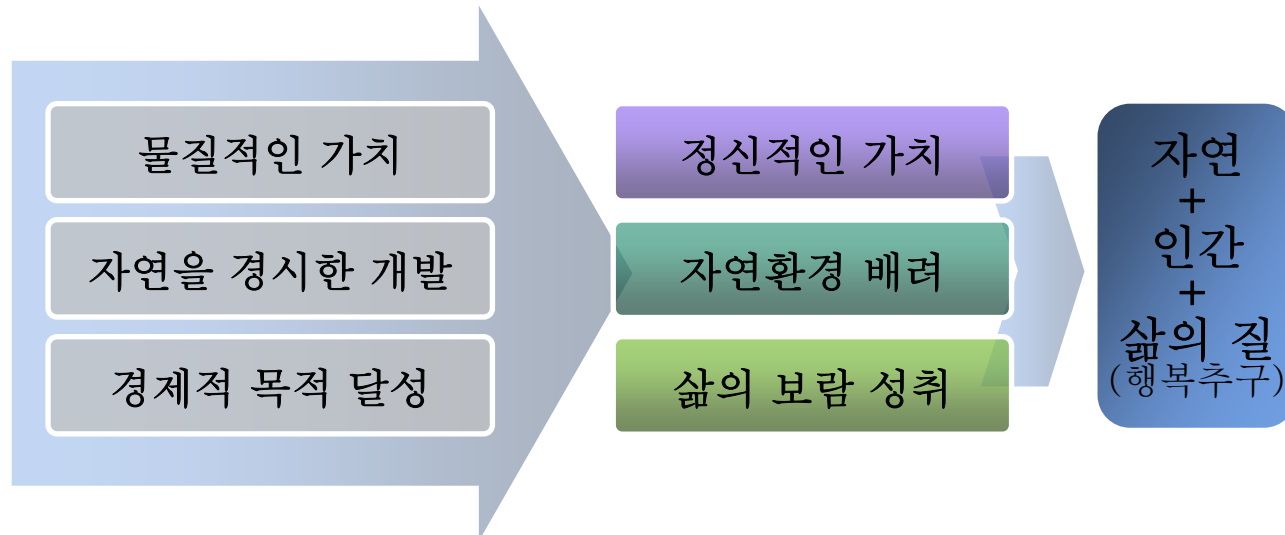 물질적인 가치
자연을 경시한 개발
경제적 목적 달성
정신적인 가치
자연환경 배려
삶의 보람 성취
자연
+
인간
+
삶의 질
(행복추구)